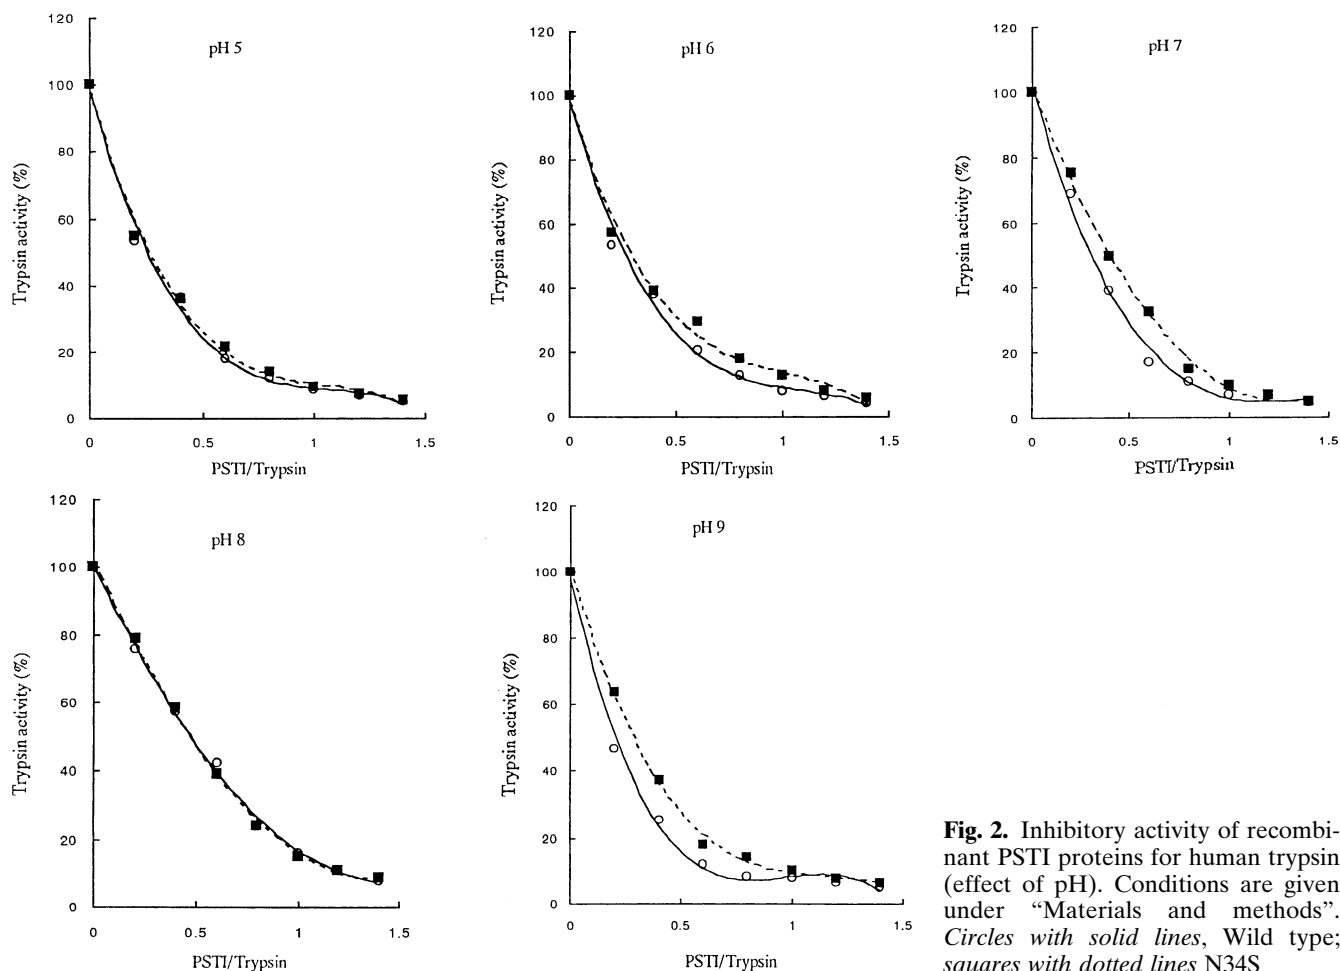 120
100
80
60
40
20
0
Trypsin activity (%)
pH 5
0 0.5 1 1.5
PSTI/Trypsin
120
100
80
60
40
20
0
Trypsin activity (%)
pH 6
0 0.5 1 1.5
PSTI/Trypsin
120
100
80
60
40
20
0
Trypsin activity (%)
pH 7
0 0.5 1 1.5
PSTI/Trypsin
120
100
80
60
40
20
0
Trypsin activity (%)
pH 8
0 0.5 1 1.5
PSTI/Trypsin
120
100
80
60
40
20
0
Trypsin activity (%)
pH 9
0 0.5 1 1.5
PSTI/Trypsin
Fig. 2. Inhibitory activity of recombi-
nant PSTI proteins for human trypsin
(effect of pH). Conditions are given
under “Materials and methods”.
Circles with solid lines, Wild type;
squares with dotted lines N34S